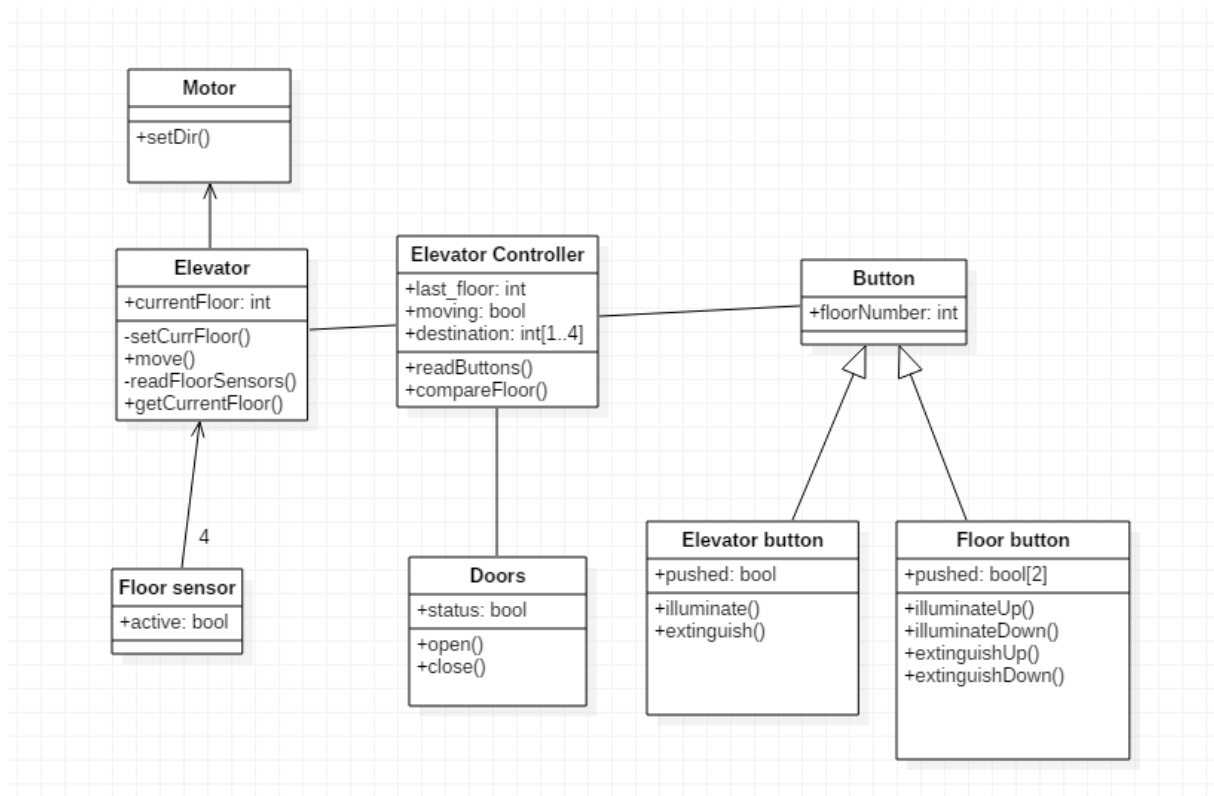 Motor
+setDir()
Elevator
+currentFloor: int
-setCurrFloor()
+move()
-readFloorSensors()
+getCurrentFloor()
Elevator Controller
+last_floor: int
+moving: bool
+destination: int[1..4]
+readButtons()
+compareFloor()
Button
+floorNumber: int
4
Floor sensor
+active: bool
Doors
+status: bool
+open()
+close()
Elevator button
+pushed: bool
+illuminate()
+extinguish()
Floor button
+pushed: bool[2]
+illuminateUp()
+illuminateDown()
+extinguishUp()
+extinguishDown()